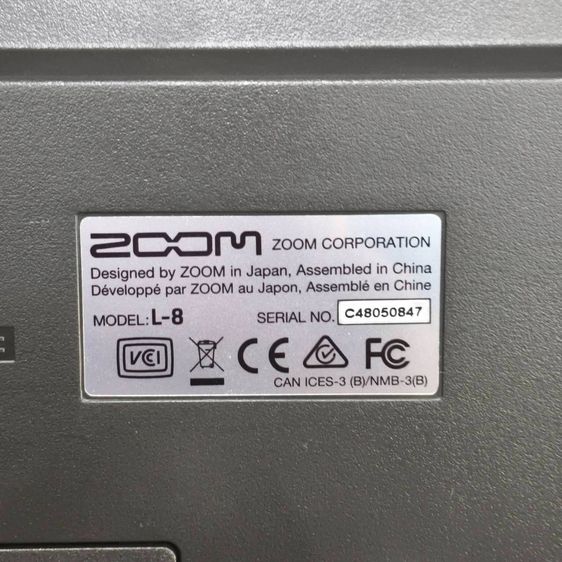 ZOOM ZOOM CORPORATION
Designed by ZOOM in Japan, Assembled in China
Développé par ZOOM au Japon, Assemblé en Chine
MODEL: L-8 SERIAL NO. C48050847
VCI CE FC
CAN ICES-3 (B)/NMB-3(B)